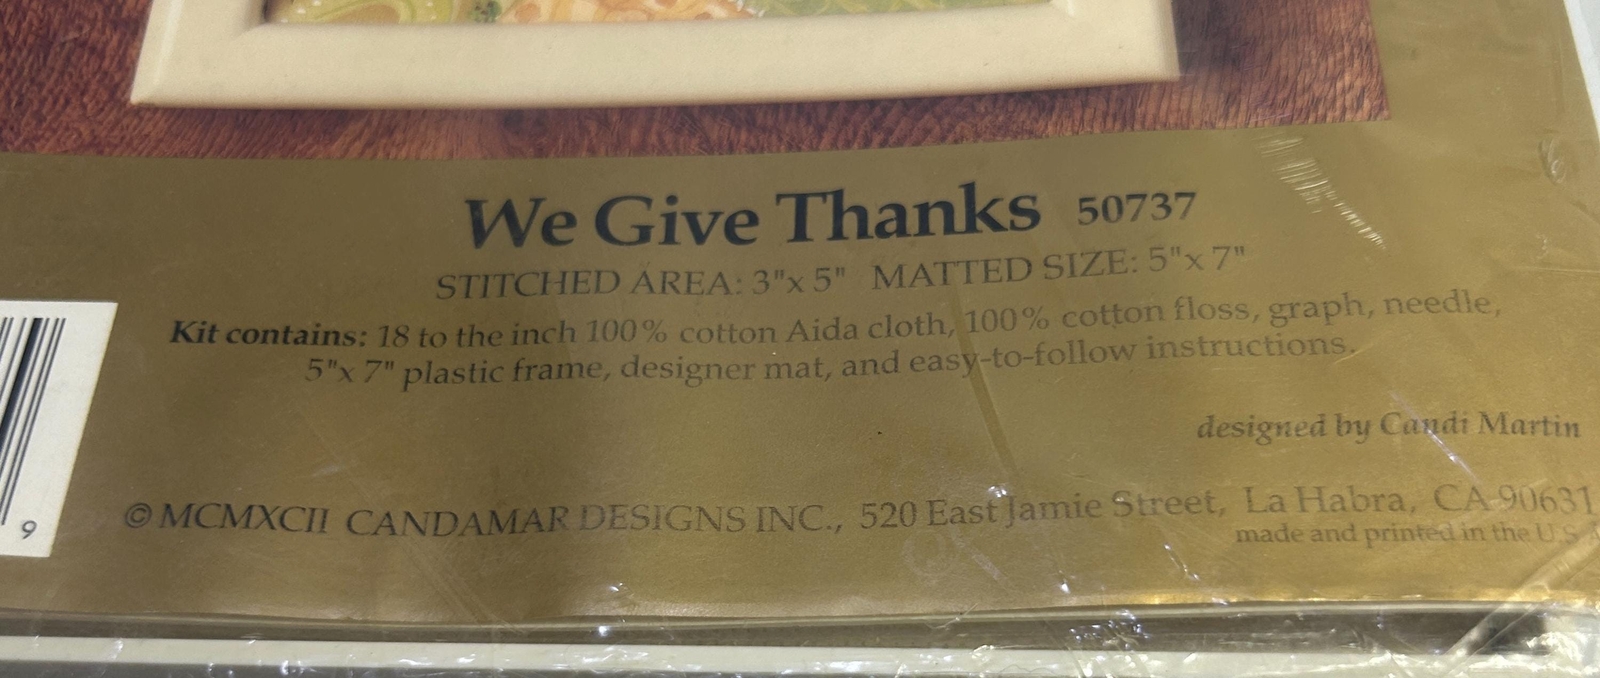 We Give Thanks 50737
STITCHED AREA: 3"x 5" MATTED SIZE: 5"x 7"
Kit contains: 18 to the inch 100% cotton Aida cloth, 100% cotton floss, graph, needle,
5"x 7" plastic frame, designer mat, and easy-to-follow instructions.
designed by Candi Martin
9
© MCMXCII CANDAMAR DESIGNS INC., 520 East Jamie Street, La Habra, CA 90631
made and printed in the U.S.A